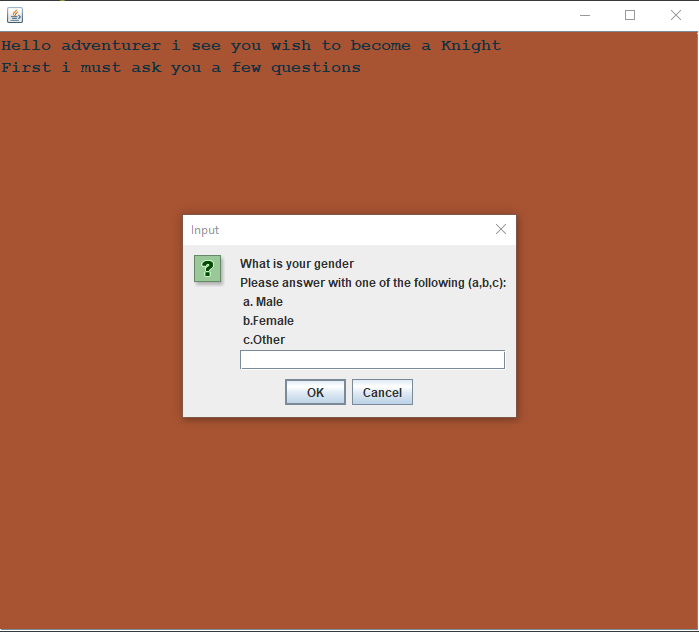 Hello adventurer i see you wish to become a Knight
First i must ask you a few questions
Input
?
What is your gender
Please answer with one of the following (a,b,c):
a. Male
b.Female
c.Other
OK Cancel